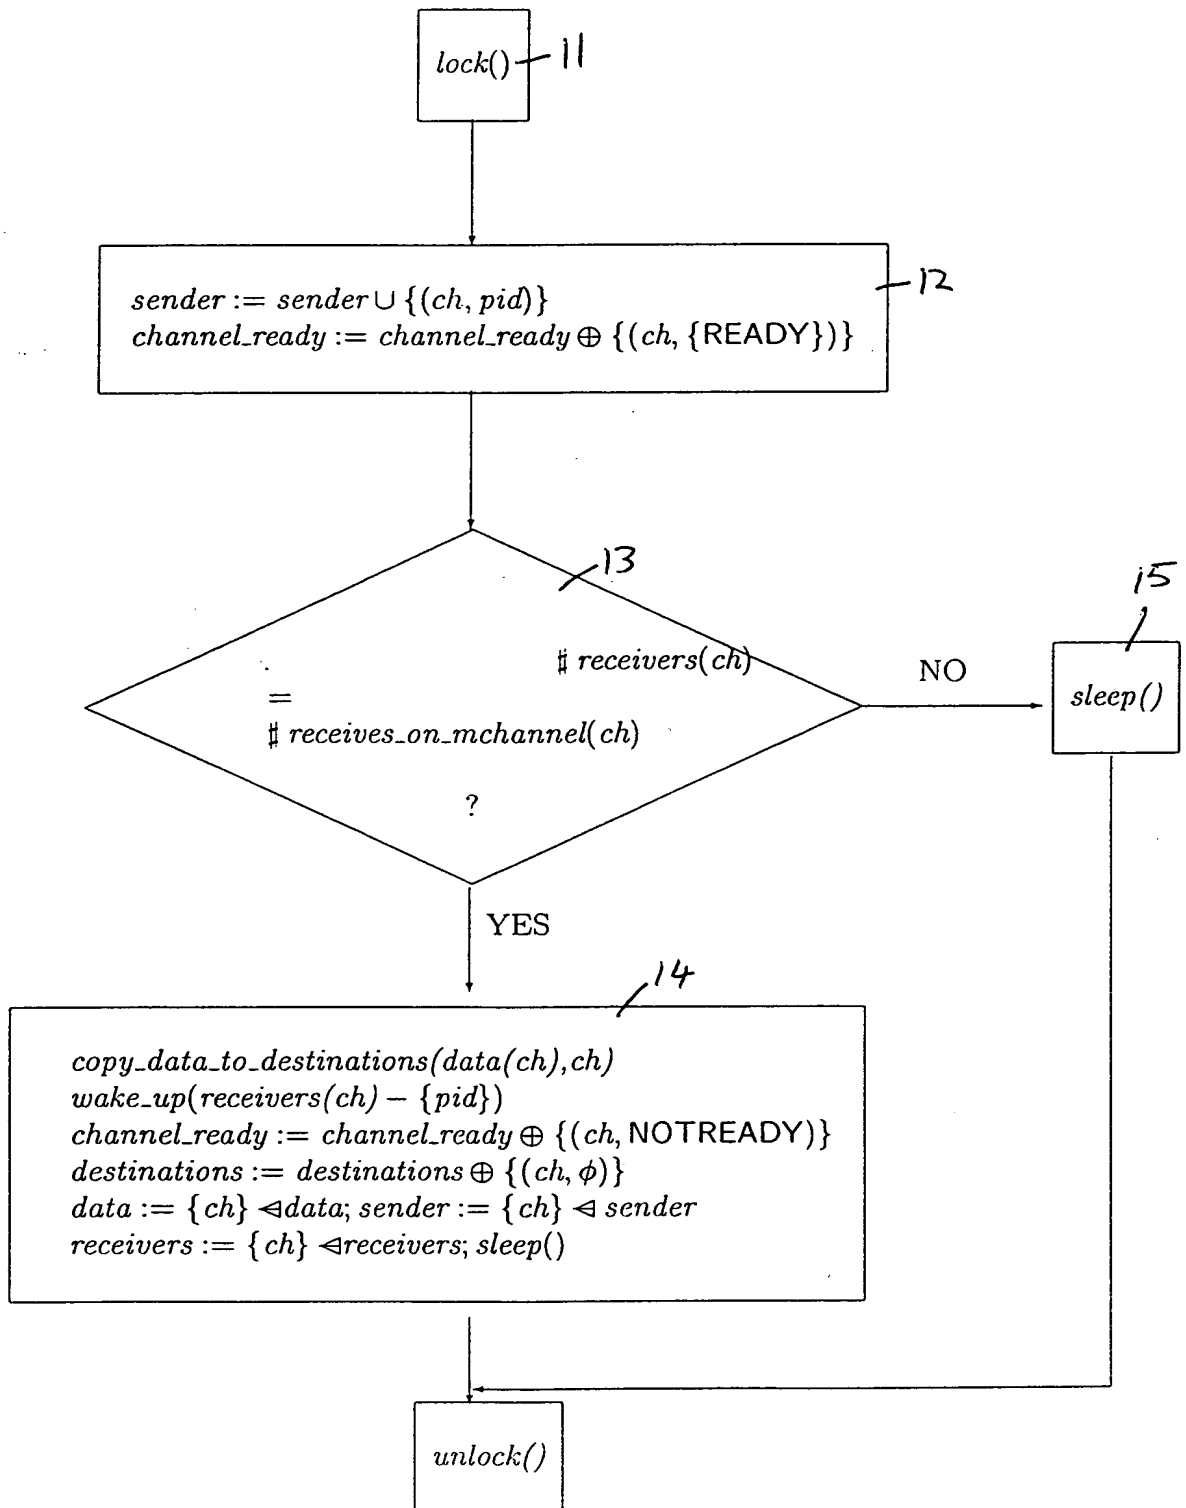 lock() 11
12
sender := sender ∪ {(ch, pid)}
channel_ready := channel_ready ⊕ {(ch, {READY})}
13
15
# receivers(ch)
=
# receives_on_mchannel(ch)
?
NO
sleep()
YES
14
copy_data_to_destinations(data(ch),ch)
wake_up(receivers(ch) − {pid})
channel_ready := channel_ready ⊕ {(ch, NOTREADY)}
destinations := destinations ⊕ {(ch, ϕ)}
data := {ch} ⩤data; sender := {ch} ⩤ sender
receivers := {ch} ⩤receivers; sleep()
unlock()